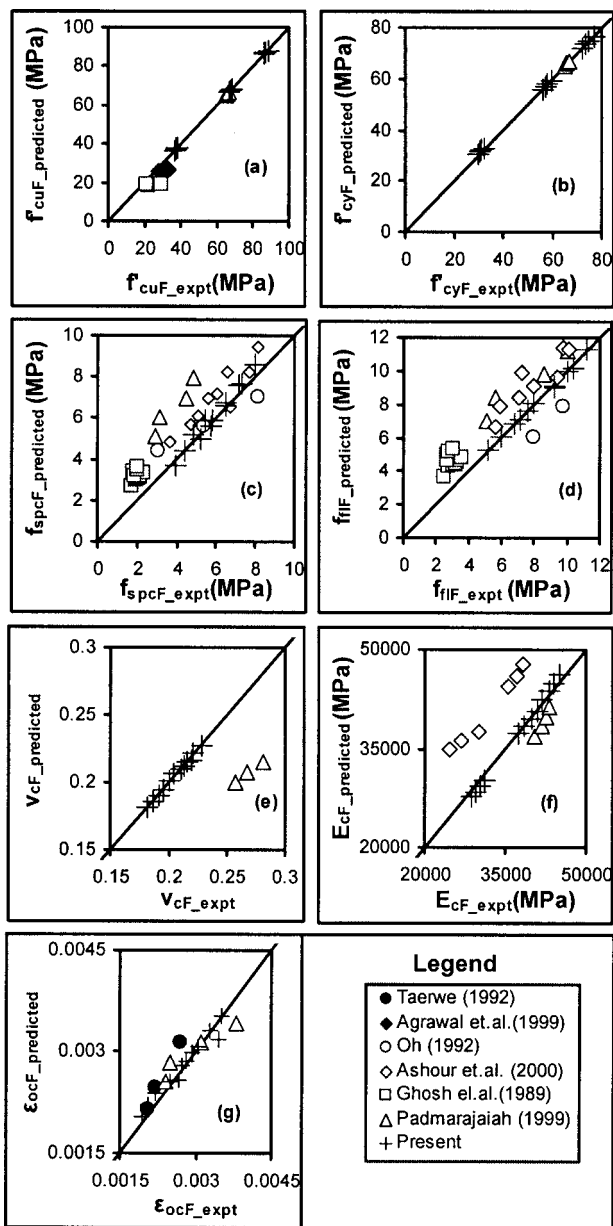 f'cuF_predicted (MPa)
100
80
60
40
20
0
(a)
0 20 40 60 80 100
f'cuF_expt(MPa)
f'cyF_predicted (MPa)
80
60
40
20
0
(b)
0 20 40 60 80
f'cyF_expt(MPa)
fspcF_predicted (MPa)
10
8
6
4
2
0
(c)
0 2 4 6 8 10
fspcF_expt(MPa)
fflF_predicted (MPa)
12
10
8
6
4
2
0
(d)
0 2 4 6 8 10 12
fflF_expt(MPa)
νcF_predicted
0.3
0.25
0.2
0.15
(e)
0.15 0.2 0.25 0.3
νcF_expt
EcF_predicted (MPa)
50000
35000
20000
(f)
20000 35000 50000
EcF_expt(MPa)
εocF_predicted
0.0045
0.003
0.0015
(g)
0.0015 0.003 0.0045
εocF_expt
Legend
Taerwe (1992)
Agrawal et.al.(1999)
Oh (1992)
Ashour et.al. (2000)
Ghosh el.al.(1989)
Padmarajaiah (1999)
Present